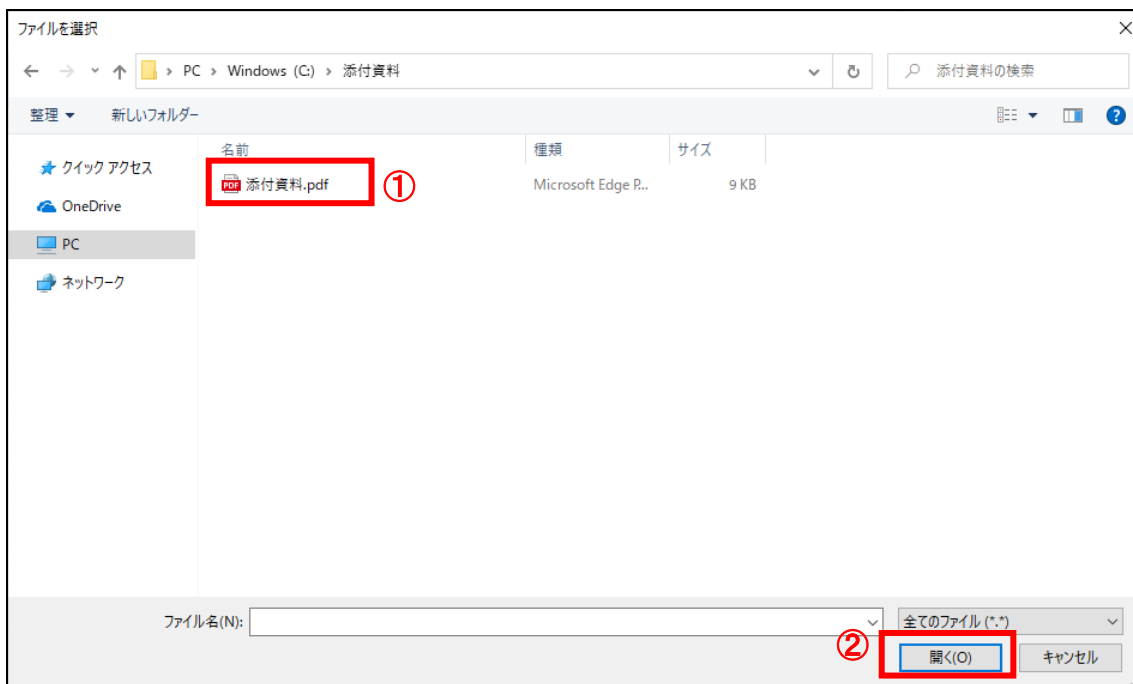 ファイルを選択
PC › Windows (C:) › 添付資料
添付資料の検索
整理 新しいフォルダー
名前 種類 サイズ
クイック アクセス
添付資料.pdf ① Microsoft Edge P... 9 KB
OneDrive
PC
ネットワーク
ファイル名(N): 全てのファイル (*.*)
② 開く(O) キャンセル